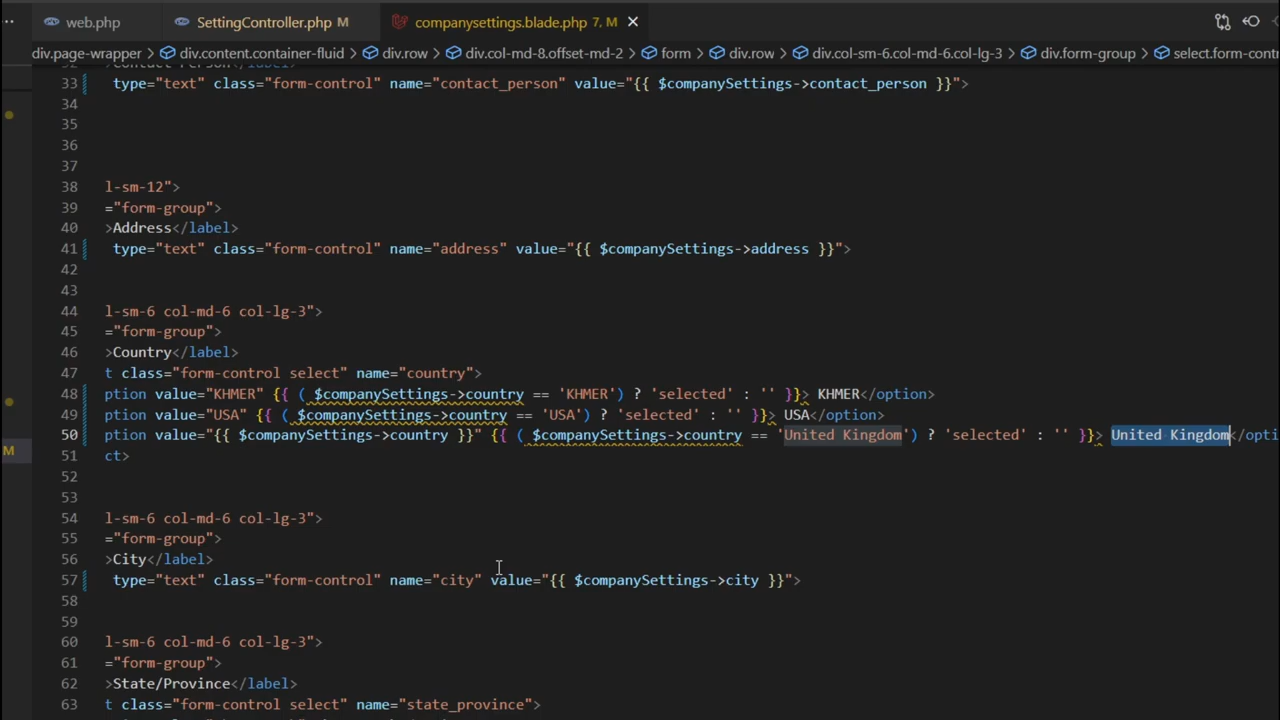 ··· web.php SettingController.php M companysettings.blade.php 7, M ×
div.page-wrapper > div.content.container-fluid > div.row > div.col-md-8.offset-md-2 > form > div.row > div.col-sm-6.col-md-6.col-lg-3 > div.form-group > select.form-cont
32 >Contact Person</label>
33 type="text" class="form-control" name="contact_person" value="{{ $companySettings->contact_person }}">
34
35
36
37
38 l-sm-12">
39 ="form-group">
40 >Address</label>
41 type="text" class="form-control" name="address" value="{{ $companySettings->address }}">
42
43
44 l-sm-6 col-md-6 col-lg-3">
45 ="form-group">
46 >Country</label>
47 t class="form-control select" name="country">
48 ption value="KHMER" {{ ( $companySettings->country == 'KHMER') ? 'selected' : '' }}> KHMER</option>
49 ption value="USA" {{ ( $companySettings->country == 'USA') ? 'selected' : '' }}> USA</option>
50 ption value="{{ $companySettings->country }}" {{ ( $companySettings->country == 'United Kingdom') ? 'selected' : '' }}> United Kingdom</opti
M
51 ct>
52
53
54 l-sm-6 col-md-6 col-lg-3">
55 ="form-group">
56 >City</label>
57 type="text" class="form-control" name="city" value="{{ $companySettings->city }}">
58
59
60 l-sm-6 col-md-6 col-lg-3">
61 ="form-group">
62 >State/Province</label>
63 t class="form-control select" name="state_province">